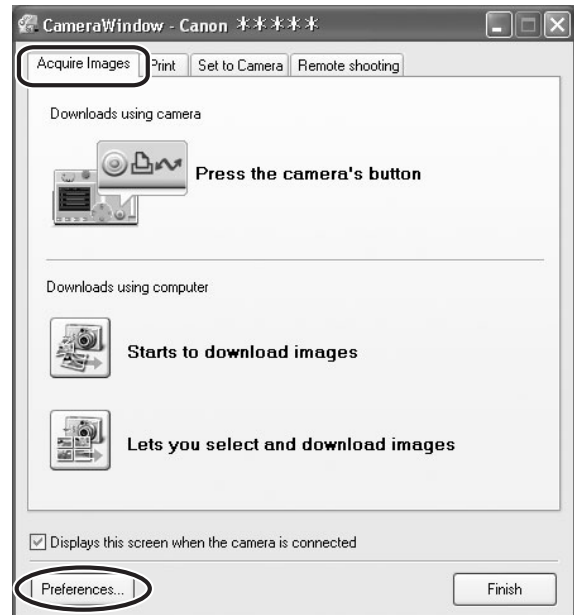 CameraWindow - Canon *****
Acquire Images Print Set to Camera Remote shooting
Downloads using camera
Press the camera's button
Downloads using computer
Starts to download images
Lets you select and download images
Displays this screen when the camera is connected
Preferences... Finish